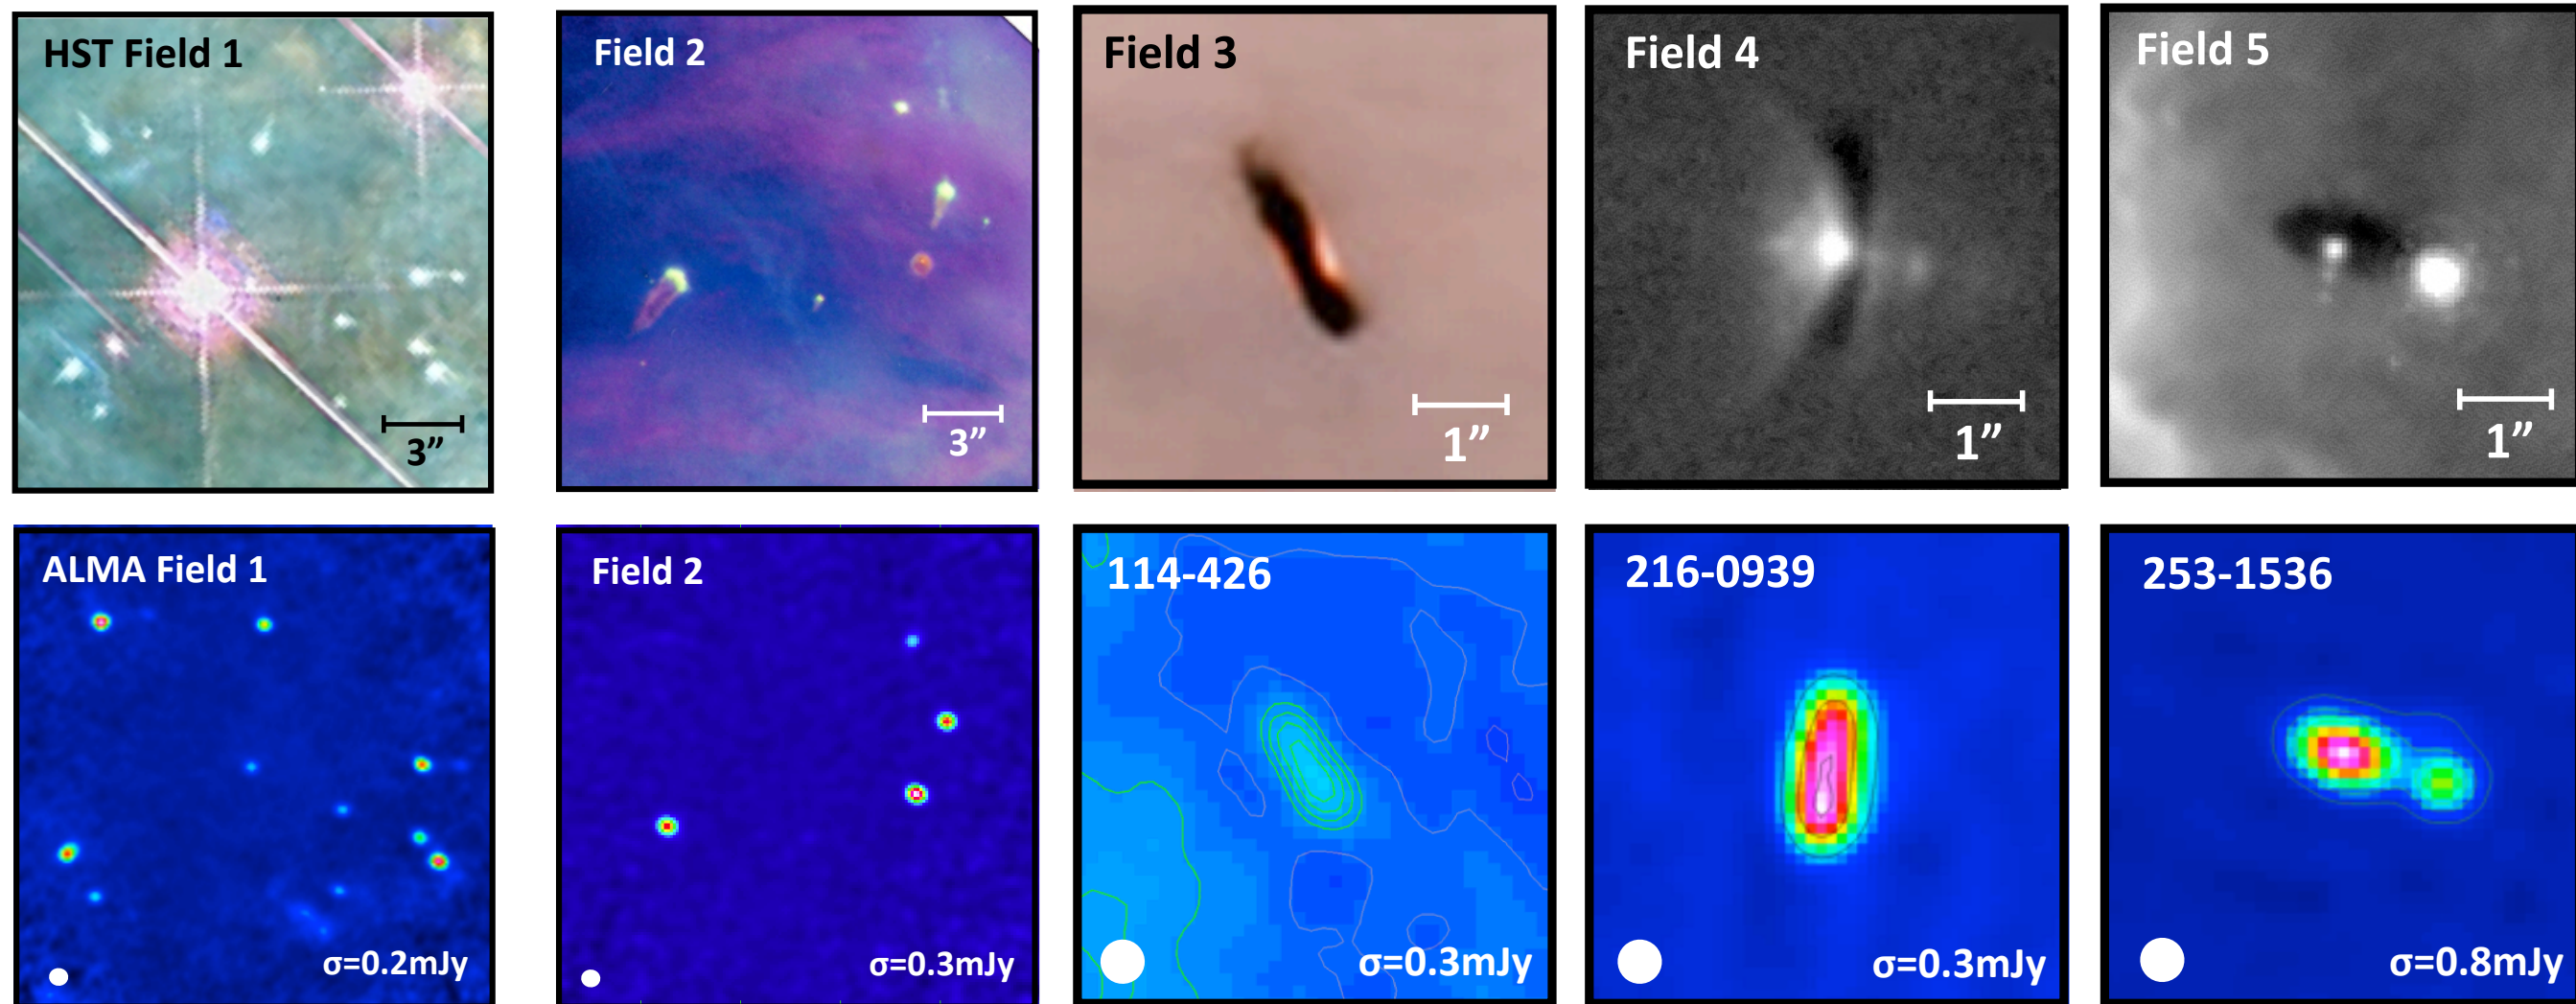 HST Field 1
3”
Field 2
3”
Field 3
1”
Field 4
1”
Field 5
1”
ALMA Field 1
σ=0.2mJy
Field 2
σ=0.3mJy
114-426
σ=0.3mJy
216-0939
σ=0.3mJy
253-1536
σ=0.8mJy